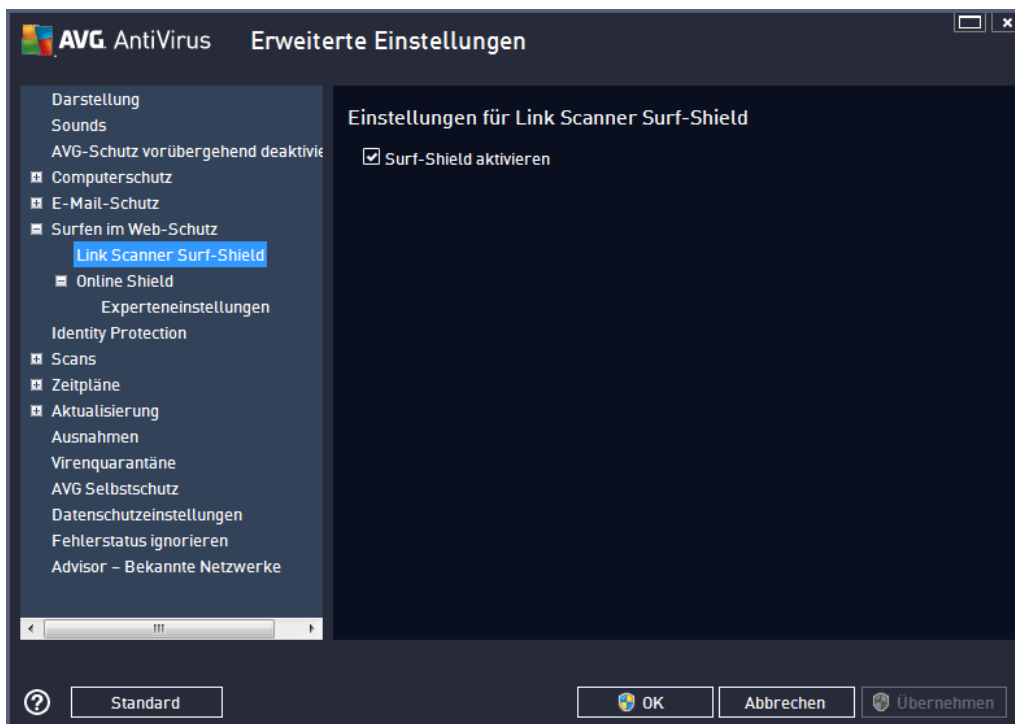 AVG. AntiVirus Erweiterte Einstellungen
Darstellung
Sounds
AVG-Schutz vorübergehend
Computerschutz
E-Mail-Schutz
Surfen im Web-Schutz
Link Scanner Surf-Shield
Online Shield
Experteneinstellungen
Identity Protection
Scans
Zeitpläne
Aktualisierung
Ausnahmen
Virenquarantäne
AVG Selbstschutz
Datenschutzeinstellungen
Fehlerstatus ignorieren
Advisor – Bekannte Netzwerke
Einstellungen für Link Scanner Surf-Shield
Surf-Shield aktivieren
Standard
OK
Abbrechen
Übernehmen